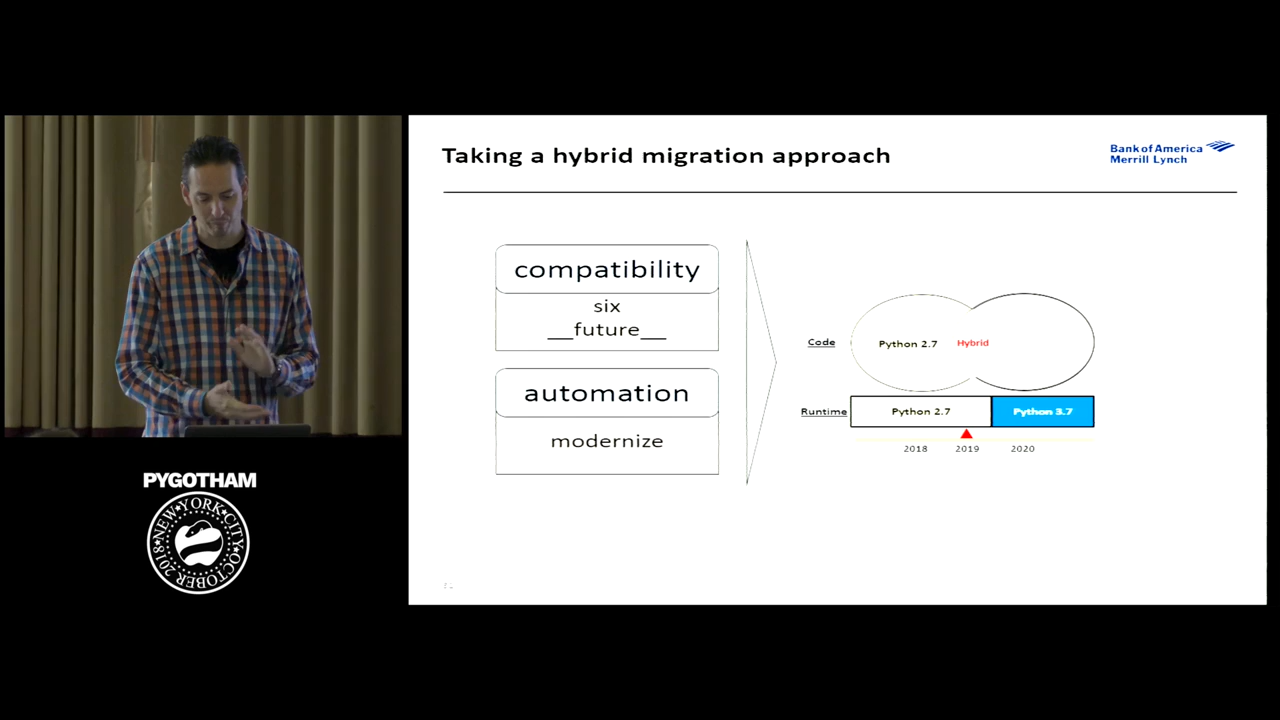 Taking a hybrid migration approach
Bank of America
Merrill Lynch
compatibility
six
__future__
automation
modernize
Code
Python 2.7
Hybrid
Runtime
Python 2.7
Python 3.7
2018
2019
2020
PYGOTHAM
NEW·YORK·CITY·OCTOBER 2018